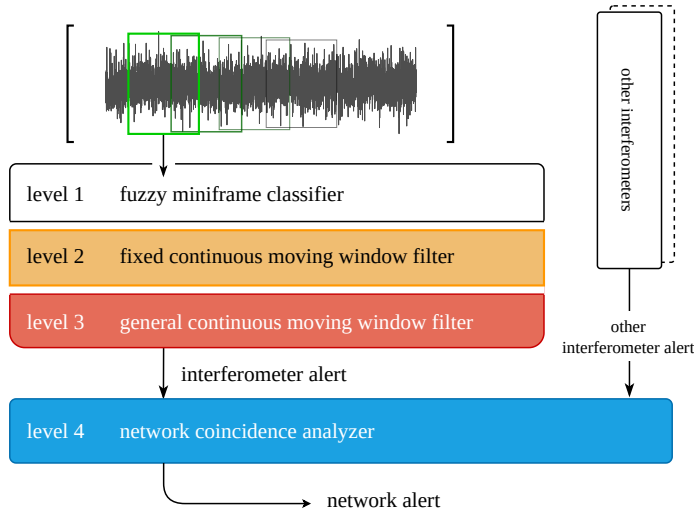 other interferometers
level 1 fuzzy miniframe classifier
level 2 fixed continuous moving window filter
level 3 general continuous moving window filter
other
interferometer alert
interferometer alert
level 4 network coincidence analyzer
network alert